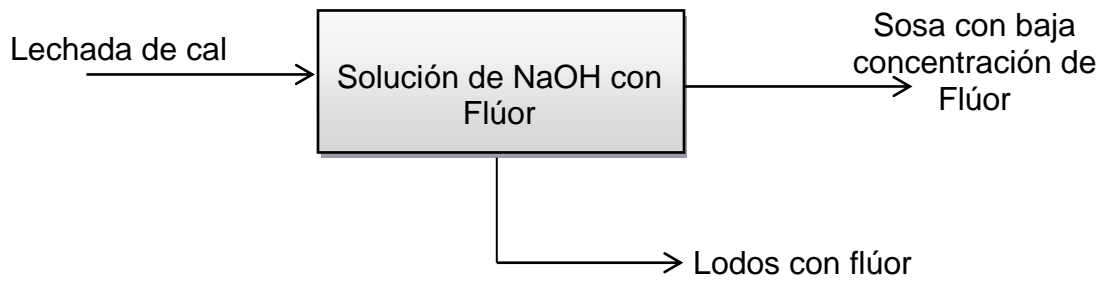 Lechada de cal
Solución de NaOH con
Flúor
Sosa con baja
concentración de
Flúor
Lodos con flúor